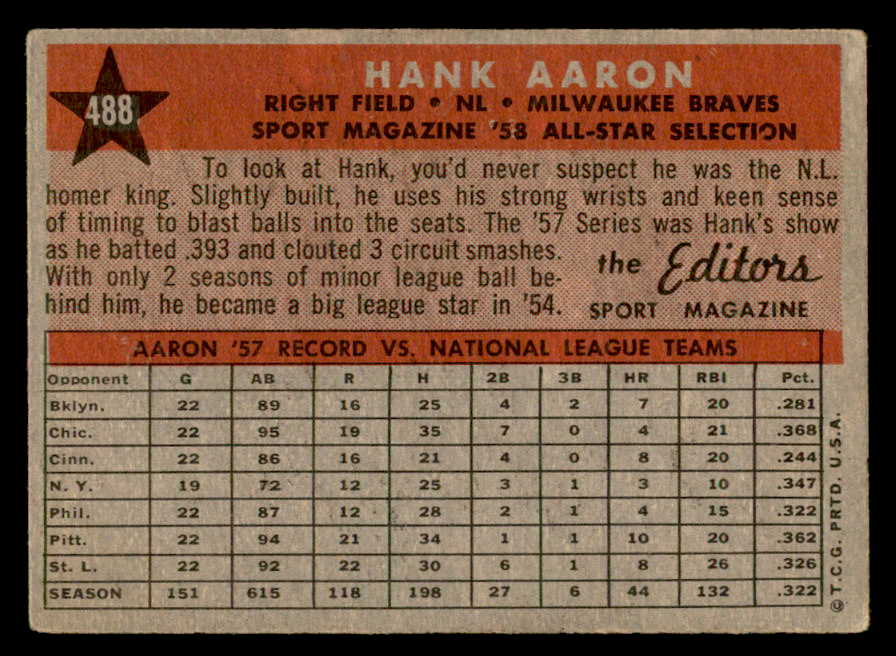 488
HANK AARON
RIGHT FIELD • NL • MILWAUKEE BRAVES
SPORT MAGAZINE '58 ALL-STAR SELECTION
To look at Hank, you'd never suspect he was the N.L.
homer king. Slightly built, he uses his strong wrists and keen sense
of timing to blast balls into the seats. The '57 Series was Hank's show
as he batted .393 and clouted 3 circuit smashes.
With only 2 seasons of minor league ball be-
hind him, he became a big league star in '54.
the Editors
SPORT MAGAZINE
AARON '57 RECORD VS. NATIONAL LEAGUE TEAMS
Opponent G AB R H 2B 3B HR RBI Pct.
Bklyn. 22 89 16 25 4 2 7 20 .281
Chic. 22 95 19 35 7 0 4 21 .368
Cinn. 22 86 16 21 4 0 8 20 .244
N. Y. 19 72 12 25 3 1 3 10 .347
Phil. 22 87 12 28 2 1 4 15 .322
Pitt. 22 94 21 34 1 1 10 20 .362
St. L. 22 92 22 30 6 1 8 26 .326
SEASON 151 615 118 198 27 6 44 132 .322
© T.C.G. PRTD. U.S.A.